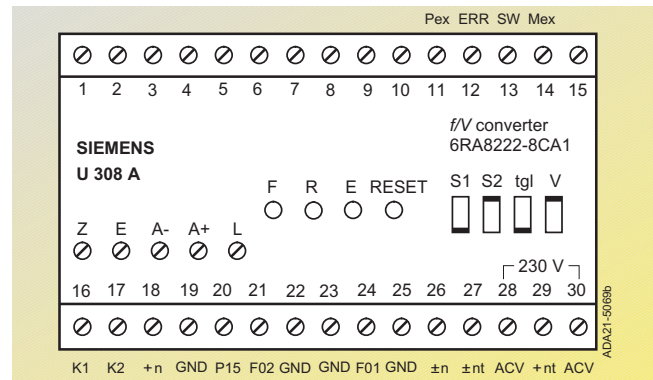 Pex ERR SW Mex
1 2 3 4 5 6 7 8 9 10 11 12 13 14 15
f/V converter
SIEMENS 6RA8222-8CA1
U 308 A
F R E RESET S1 S2 tgl V
Z E A- A+ L
230 V
16 17 18 19 20 21 22 23 24 25 26 27 28 29 30
K1 K2 +n GND P15 F02 GND GND F01 GND ±n ±nt ACV +nt ACV
ADA21-5069b